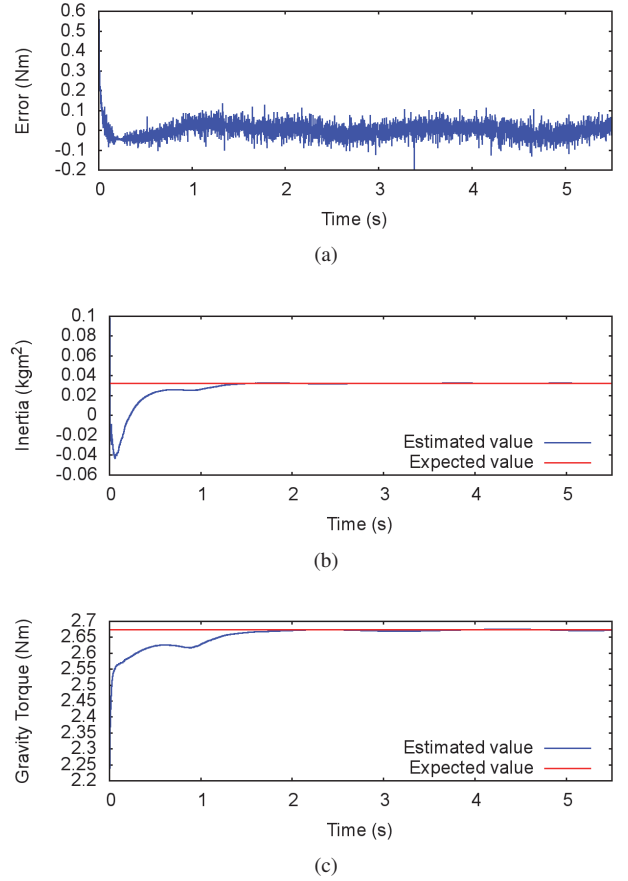 0.6
0.5
0.4
0.3
0.2
0.1
0
-0.1
-0.2
Error (Nm)
0 1 2 3 4 5
Time (s)
(a)
0.1
0.08
0.06
0.04
0.02
0
-0.02
-0.04
-0.06
Inertia (kgm²)
Estimated value
Expected value
0 1 2 3 4 5
Time (s)
(b)
2.7
2.65
2.6
2.55
2.5
2.45
2.4
2.35
2.3
2.25
2.2
Gravity Torque (Nm)
Estimated value
Expected value
0 1 2 3 4 5
Time (s)
(c)